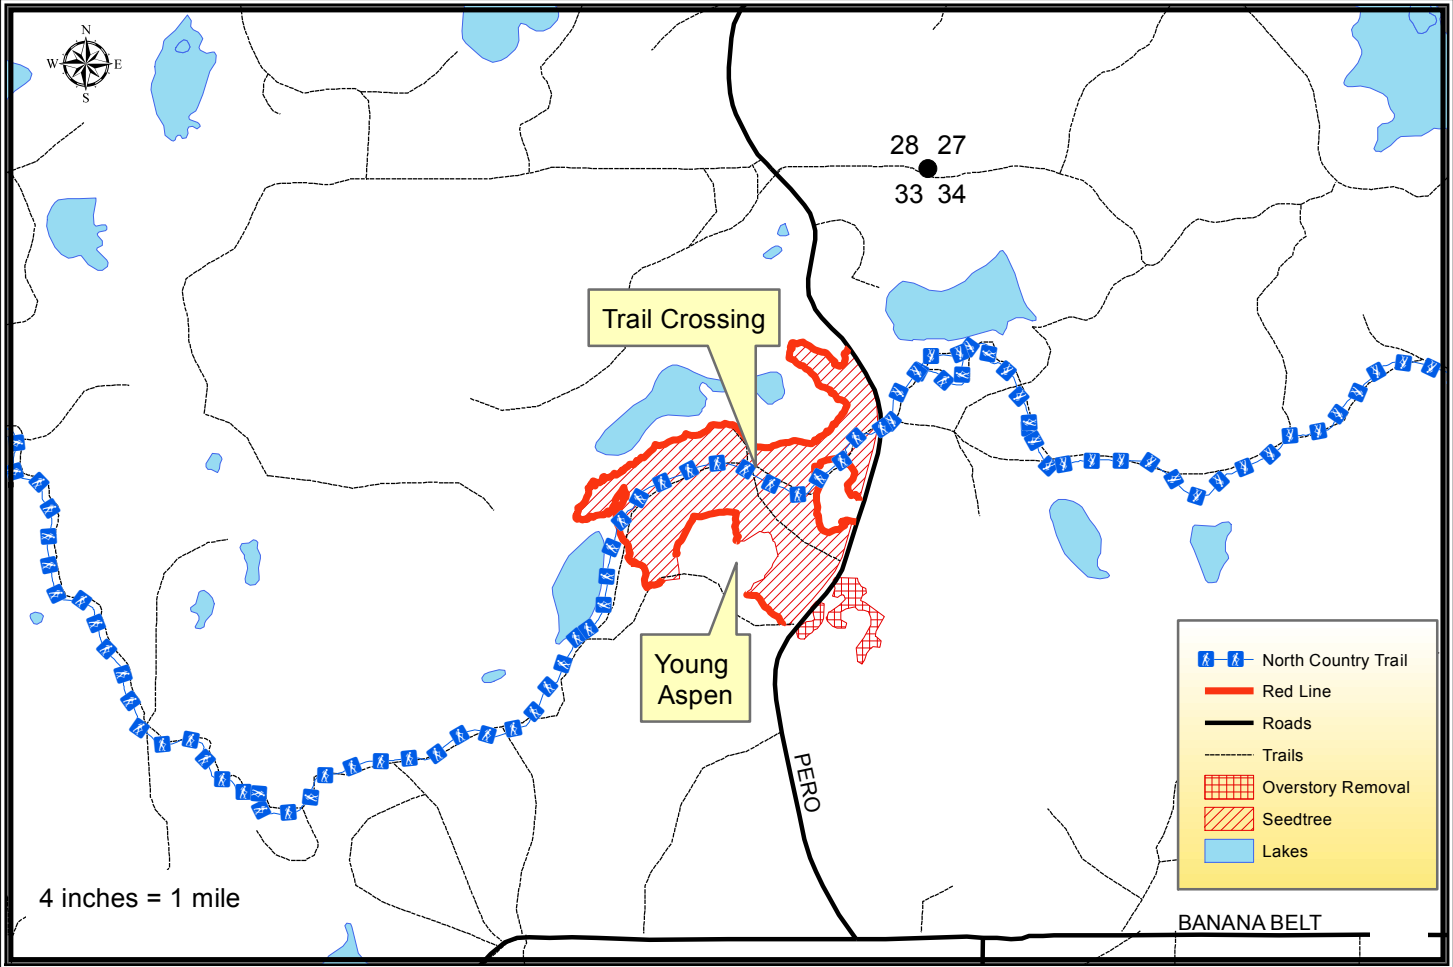 N
W E
S
28 27
33 34
Trail Crossing
Young
Aspen
PERO
North Country Trail
Red Line
Roads
Trails
Overstory Removal
Seedtree
Lakes
4 inches = 1 mile
BANANA BELT